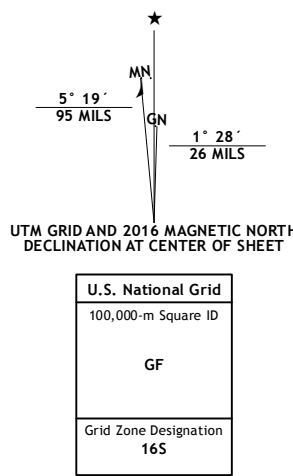 MN.
5° 19´
95 MILS
GN
1° 28´
26 MILS
UTM GRID AND 2016 MAGNETIC NORTH
DECLINATION AT CENTER OF SHEET
U.S. National Grid
100,000-m Square ID
GF
Grid Zone Designation
16S